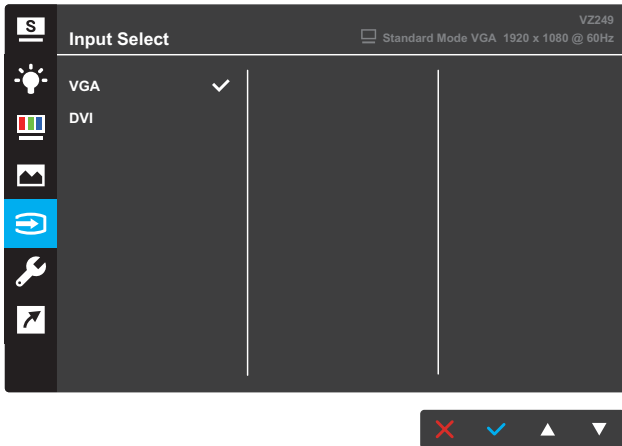 S
VZ249
Input Select
Standard Mode VGA 1920 x 1080 @ 60Hz
VGA
DVI